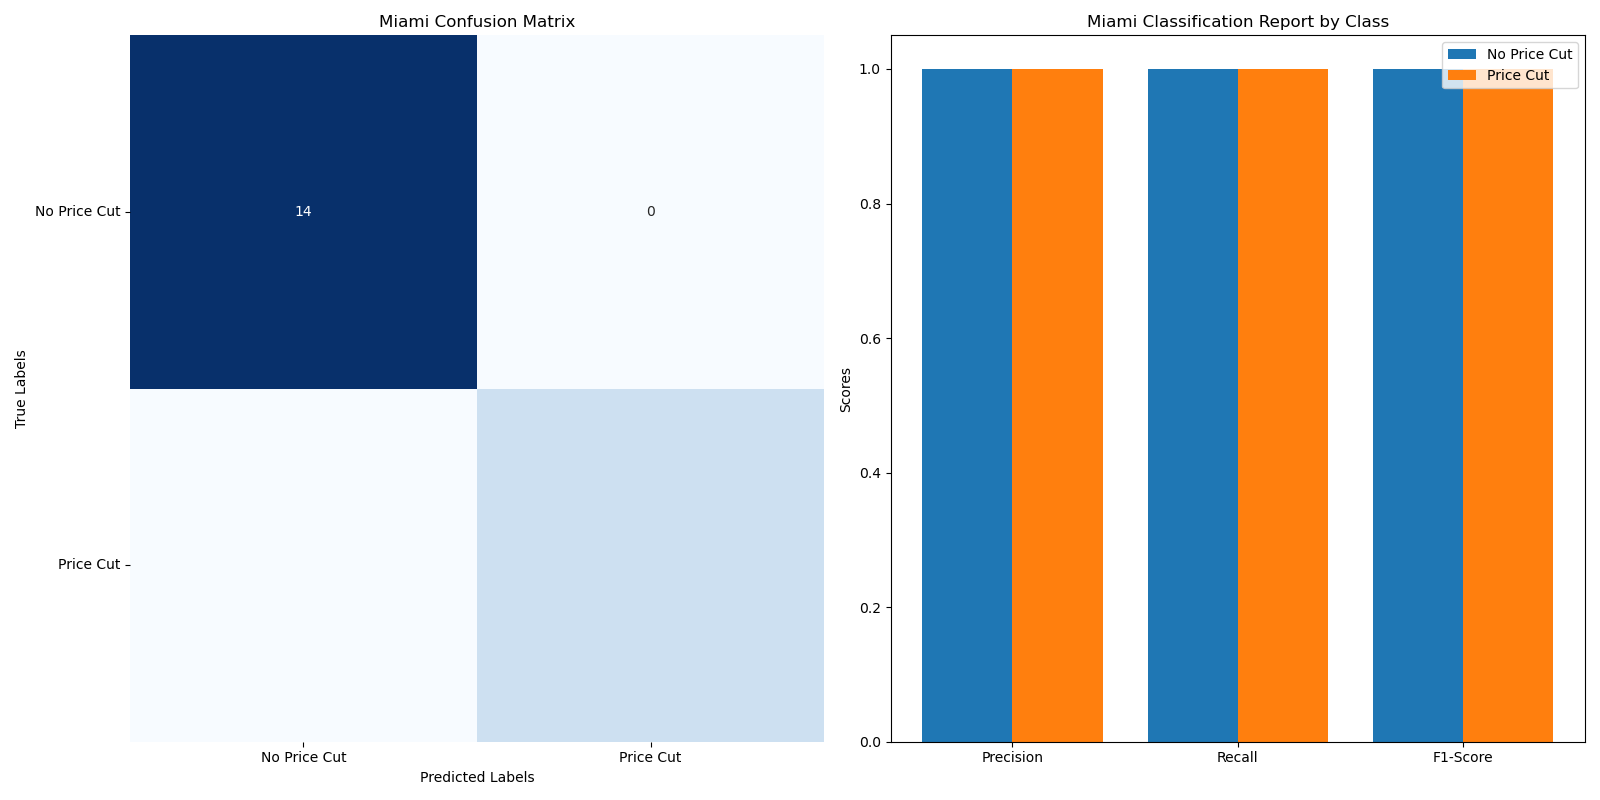 Miami Confusion Matrix
True Labels
No Price Cut
Price Cut
14
0
No Price Cut
Price Cut
Predicted Labels
Miami Classification Report by Class
Scores
1.0
0.8
0.6
0.4
0.2
0.0
No Price Cut
Price Cut
Precision
Recall
F1-Score